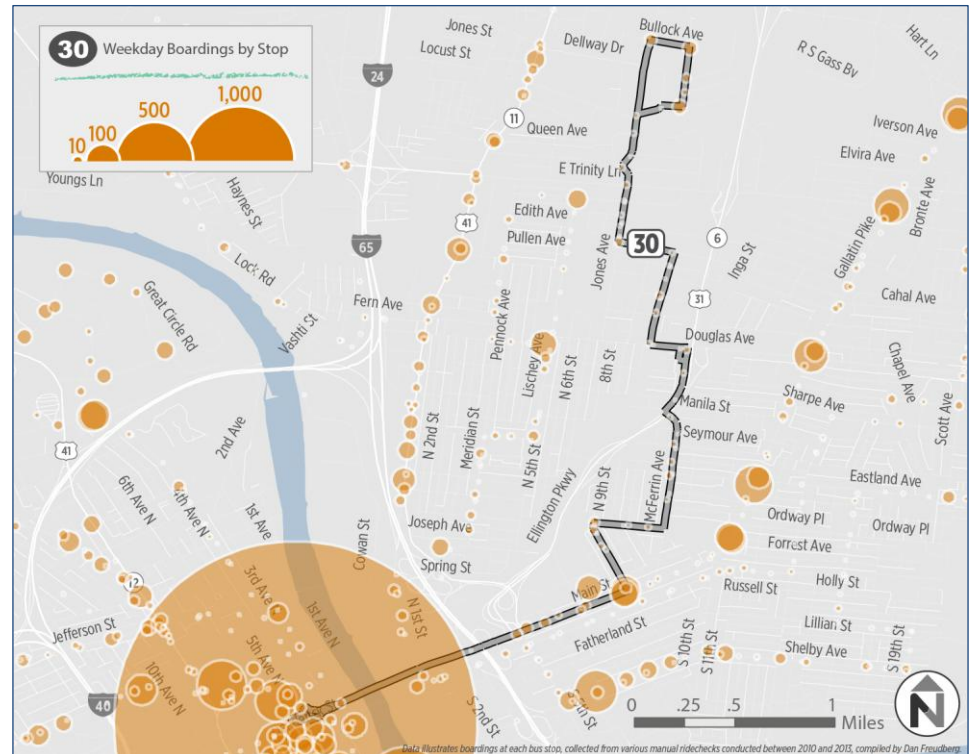 30 Weekday Boardings by Stop
10 100 500 1,000
Jones St
Locust St
Dellway Dr
Bullock Ave
R S Gass Bv
Hart Ln
24
11
Queen Ave
Iverson Ave
Elvira Ave
E Trinity Ln
Youngs Ln
Haynes St
Edith Ave
Pullen Ave
41
65
30
6
Jones Ave
Inga St
Gallatin Pike
Bronte Ave
Lock Rd
Great Circle Rd
Vashti St
Fern Ave
Pennock Ave
31
Cahal Ave
Lischey Ave
N 6th St
8th St
Douglas Ave
Chapel Ave
Scott Ave
Manila St
Sharpe Ave
Seymour Ave
2nd Ave
N 2nd St
Meridian St
N 5th St
41
6th Ave N
4th Ave N
1st Ave
Cowan St
Joseph Ave
Ellington Pkwy
N 9th St
McFerrin Ave
Eastland Ave
Ordway Pl
Ordway Pl
Forrest Ave
Spring St
12
3rd Ave N
1st Ave N
N 1st St
Main St
Russell St
Holly St
Jefferson St
Fatherland St
Lillian St
10th Ave N
5th Ave N
S 10th St
S 11th St
Shelby Ave
S 19th St
40
S 2nd St
0 .25 .5 1
Miles
N
Data illustrates boardings at each bus stop, collected from various manual ridechecks conducted between 2010 and 2013, compiled by Dan Freudberg.